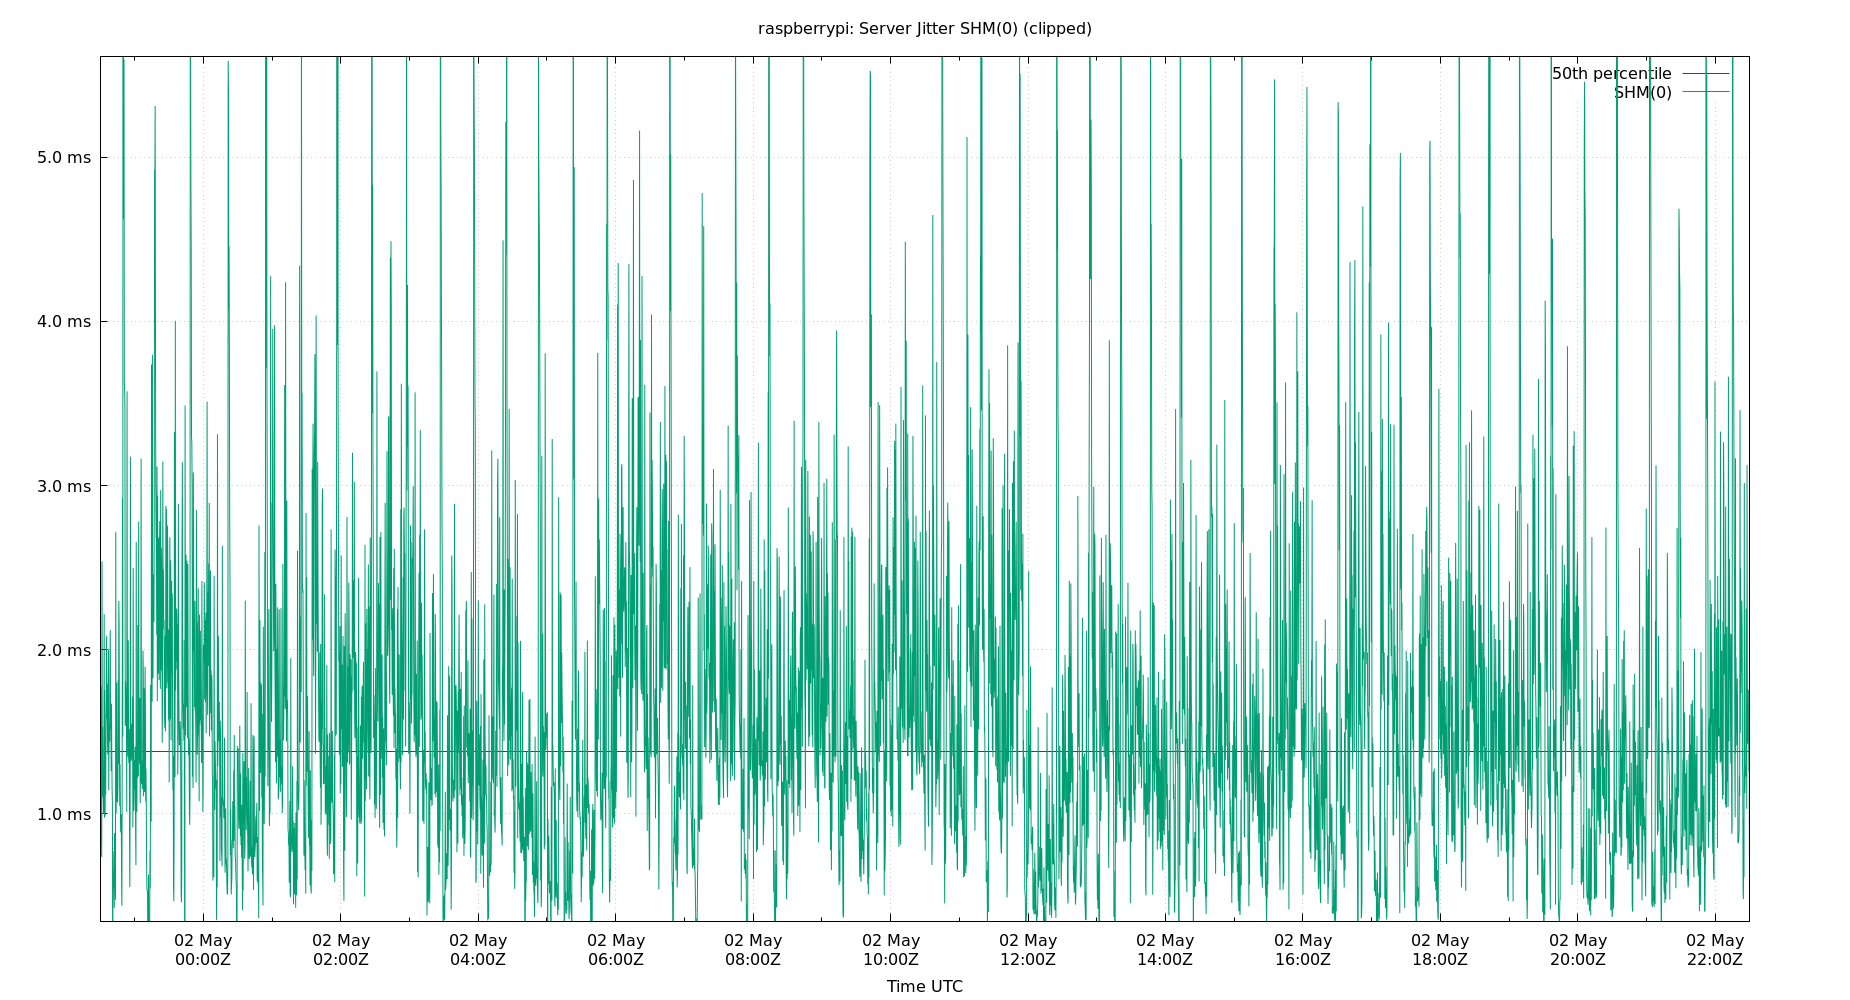 raspberrypi: Server Jitter SHM(0) (clipped)
50th percentile
SHM(0)
5.0 ms
4.0 ms
3.0 ms
2.0 ms
1.0 ms
02 May 02 May 02 May 02 May 02 May 02 May 02 May 02 May 02 May 02 May 02 May 02 May
00:00Z 02:00Z 04:00Z 06:00Z 08:00Z 10:00Z 12:00Z 14:00Z 16:00Z 18:00Z 20:00Z 22:00Z
Time UTC